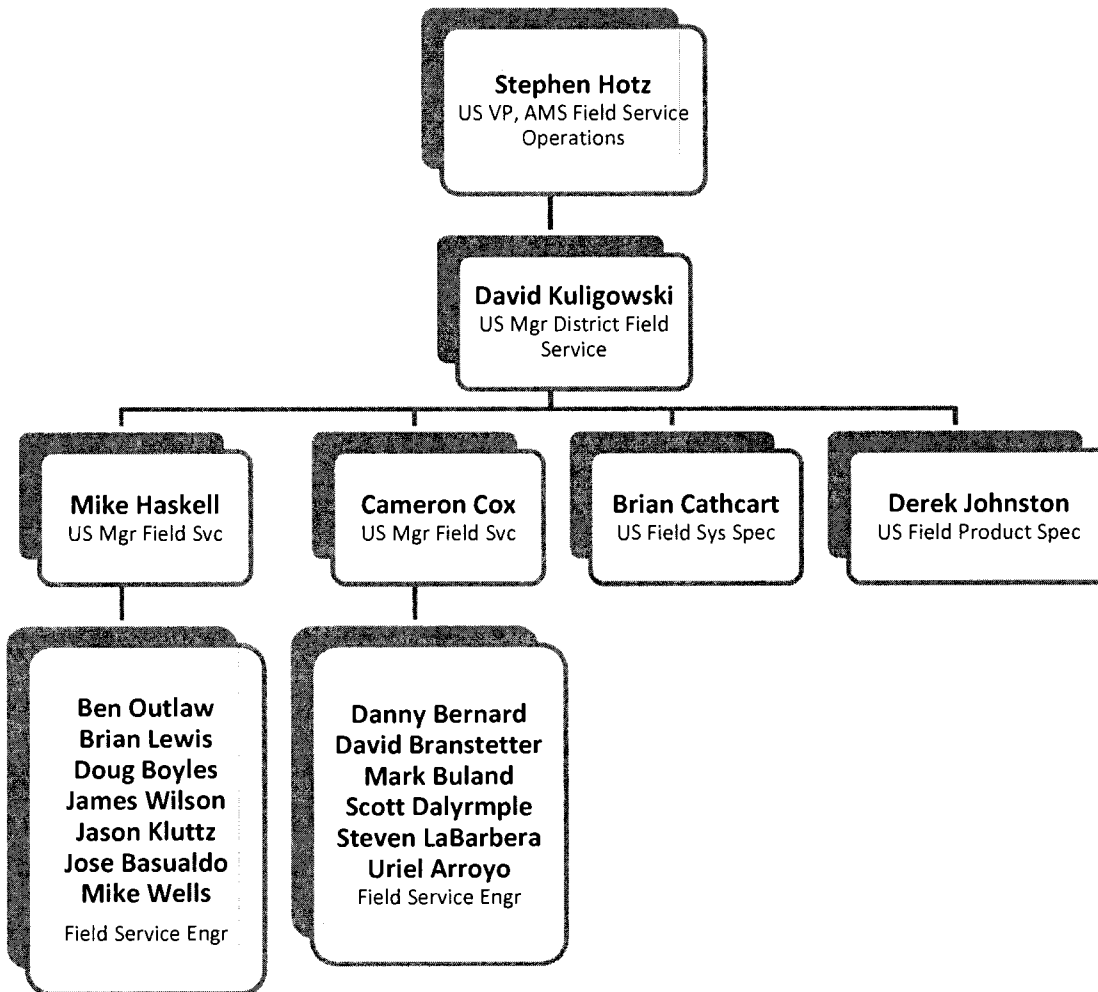 Stephen Hotz
US VP, AMS Field Service
Operations
David Kuligowski
US Mgr District Field
Service
Mike Haskell
US Mgr Field Svc
Cameron Cox
US Mgr Field Svc
Brian Cathcart
US Field Sys Spec
Derek Johnston
US Field Product Spec
Ben Outlaw
Brian Lewis
Doug Boyles
James Wilson
Jason Kluttz
Jose Basualdo
Mike Wells
Field Service Engr
Danny Bernard
David Branstetter
Mark Buland
Scott Dalyrmple
Steven LaBarbera
Uriel Arroyo
Field Service Engr